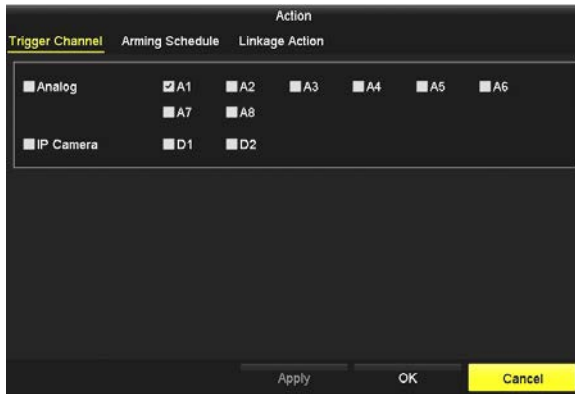 Action
Trigger Channel Arming Schedule Linkage Action
Analog A1 A2 A3 A4 A5 A6
A7 A8
IP Camera D1 D2
Apply OK Cancel